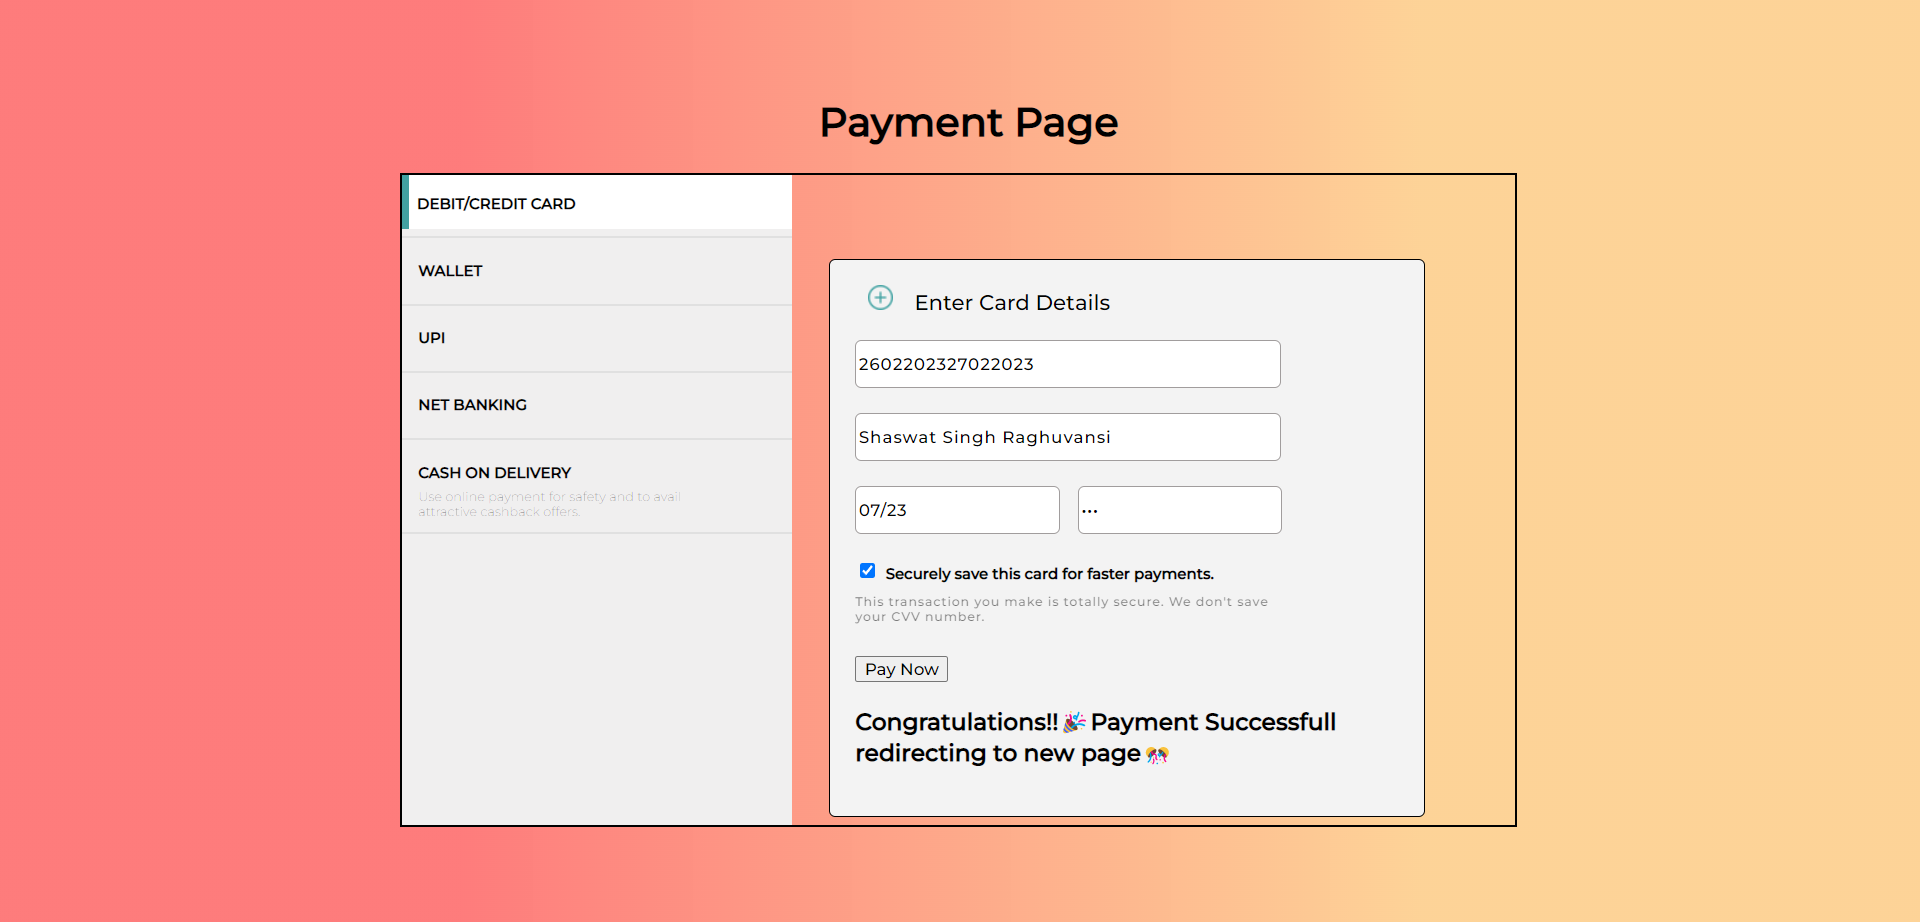 Payment Page
DEBIT/CREDIT CARD
WALLET
UPI
NET BANKING
CASH ON DELIVERY
Use online payment for safety and to avail
attractive cashback offers.
Enter Card Details
2602202327022023
Shaswat Singh Raghuvansi
07/23
•••
Securely save this card for faster payments.
This transaction you make is totally secure. We don't save
your CVV number.
Pay Now
Congratulations!!🎉Payment Successfull
redirecting to new page🎊